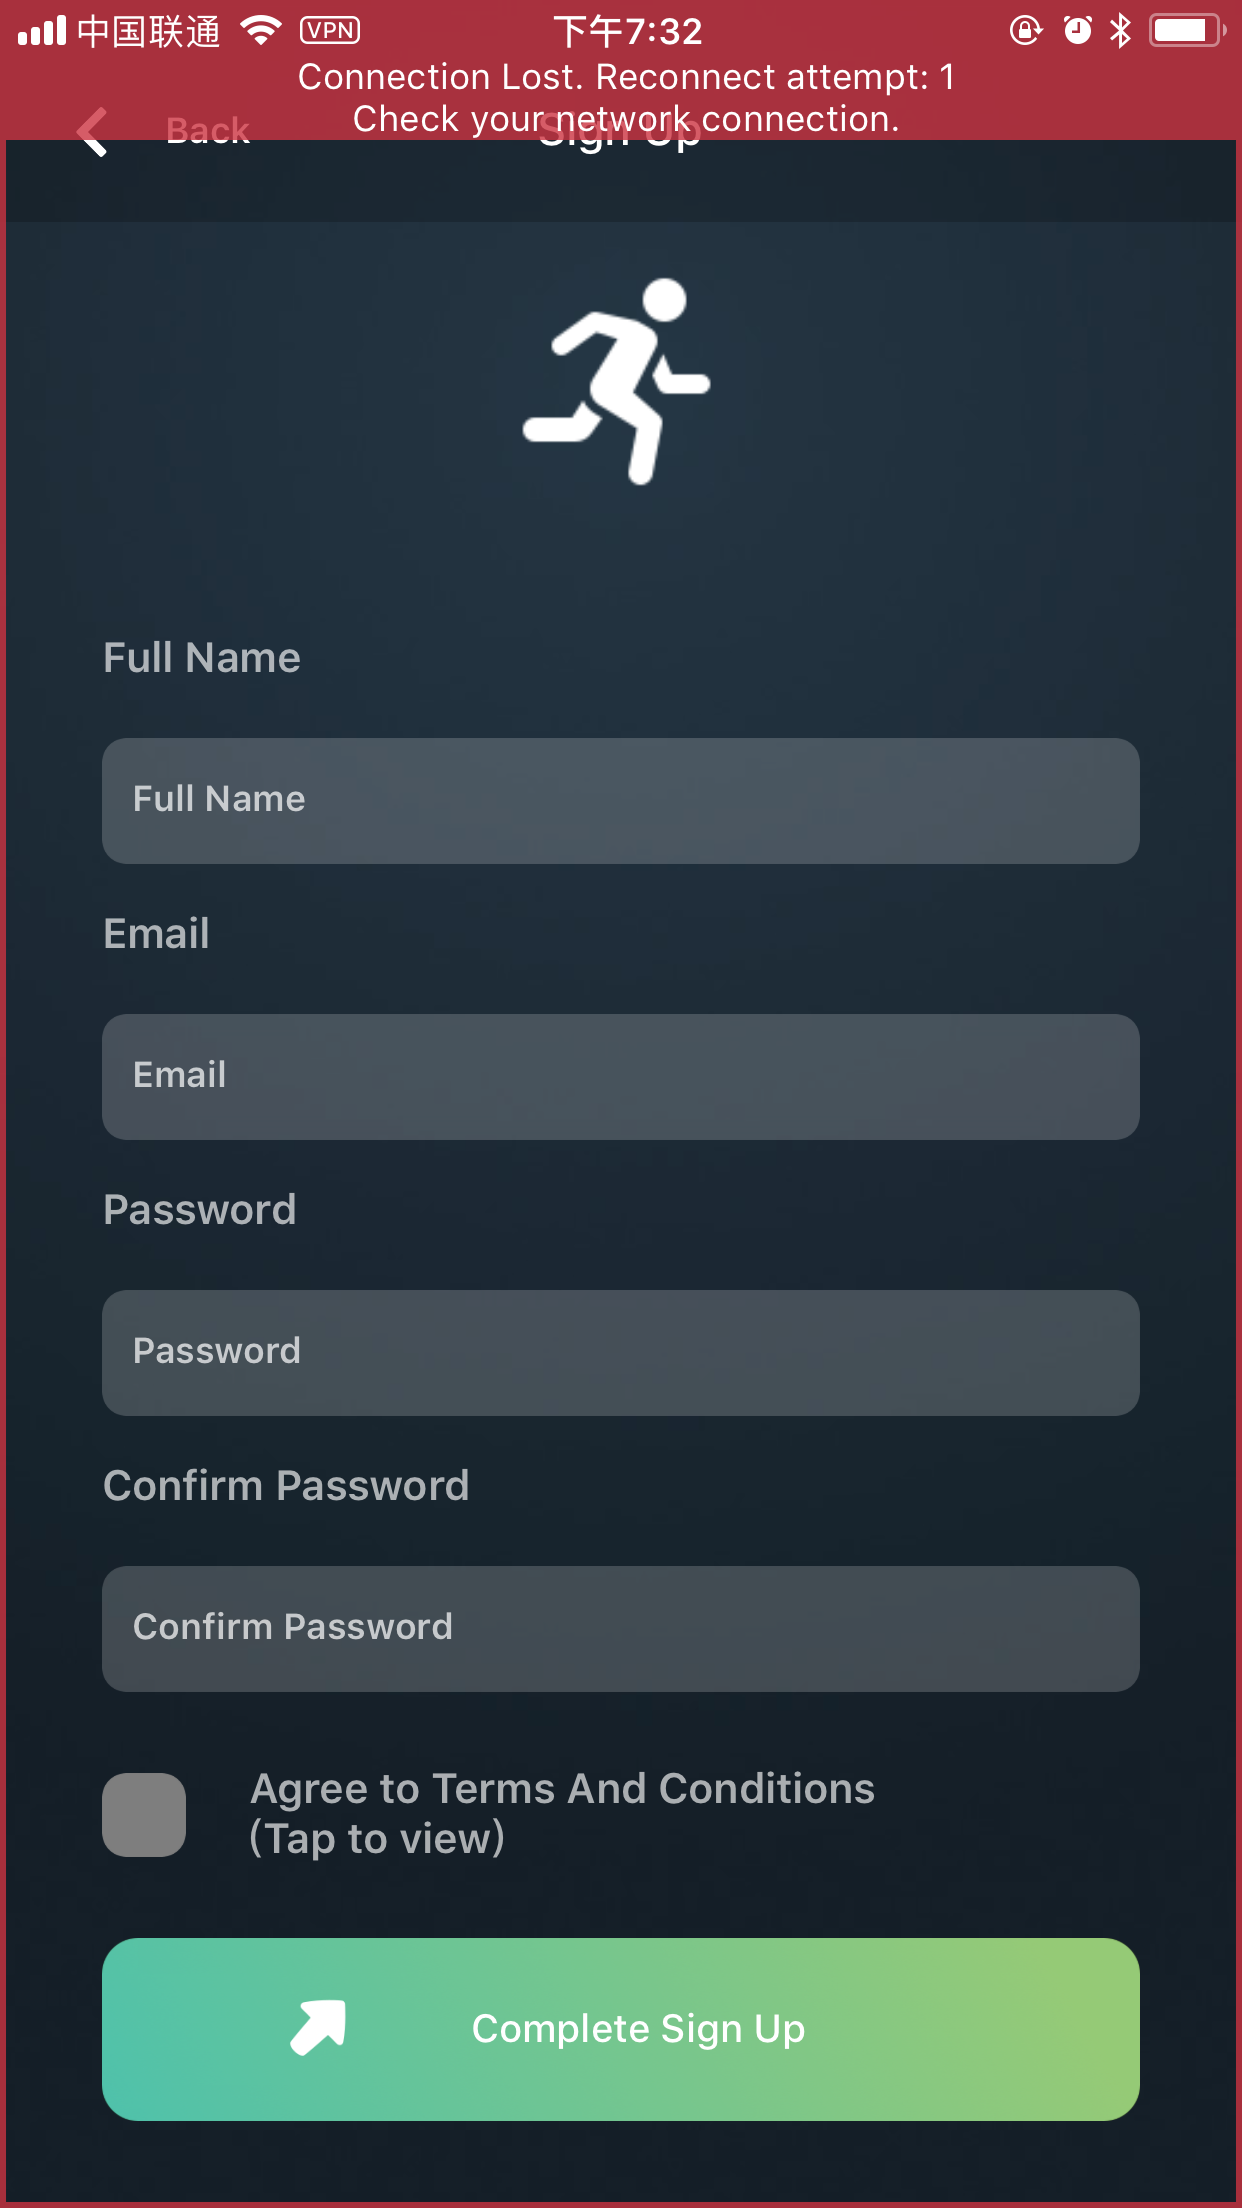 中国联通 VPN 下午7:32
Connection Lost. Reconnect attempt: 1
Check your network connection.
Back Sign Up
Full Name
Full Name
Email
Email
Password
Password
Confirm Password
Confirm Password
Agree to Terms And Conditions
(Tap to view)
Complete Sign Up